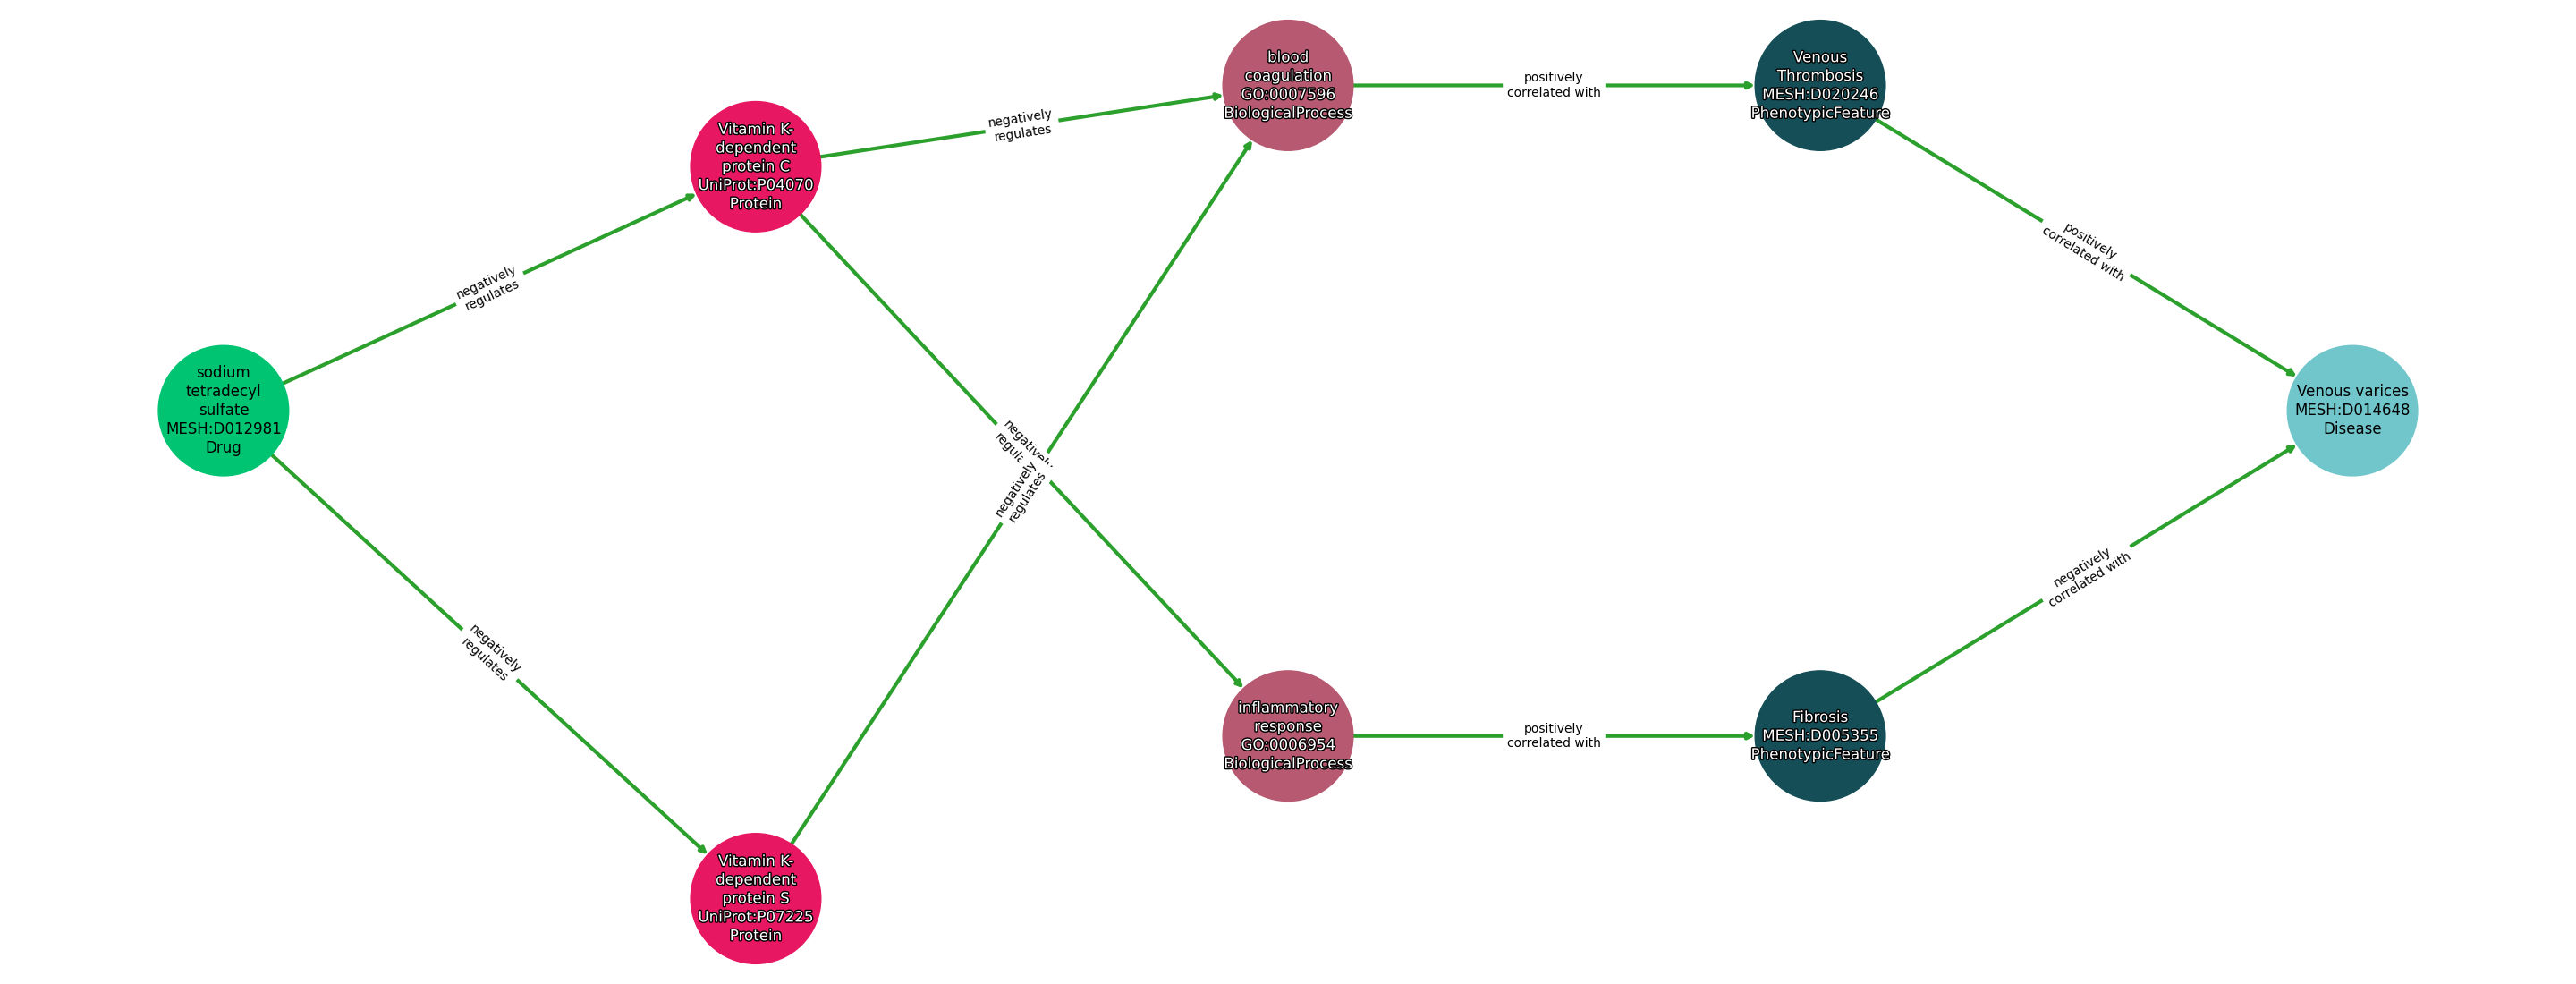 sodium
tetradecyl
sulfate
MESH:D012981
Drug
negatively
regulates
negatively
regulates
Vitamin K-
dependent
protein C
UniProt:P04070
Protein
Vitamin K-
dependent
protein S
UniProt:P07225
Protein
negatively
regulates
negatively
negatively
regulates
blood
coagulation
GO:0007596
BiologicalProcess
inflammatory
response
GO:0006954
BiologicalProcess
positively
correlated with
positively
correlated with
Venous
Thrombosis
MESH:D020246
PhenotypicFeature
Fibrosis
MESH:D005355
PhenotypicFeature
positively
correlated with
negatively
correlated with
Venous varices
MESH:D014648
Disease